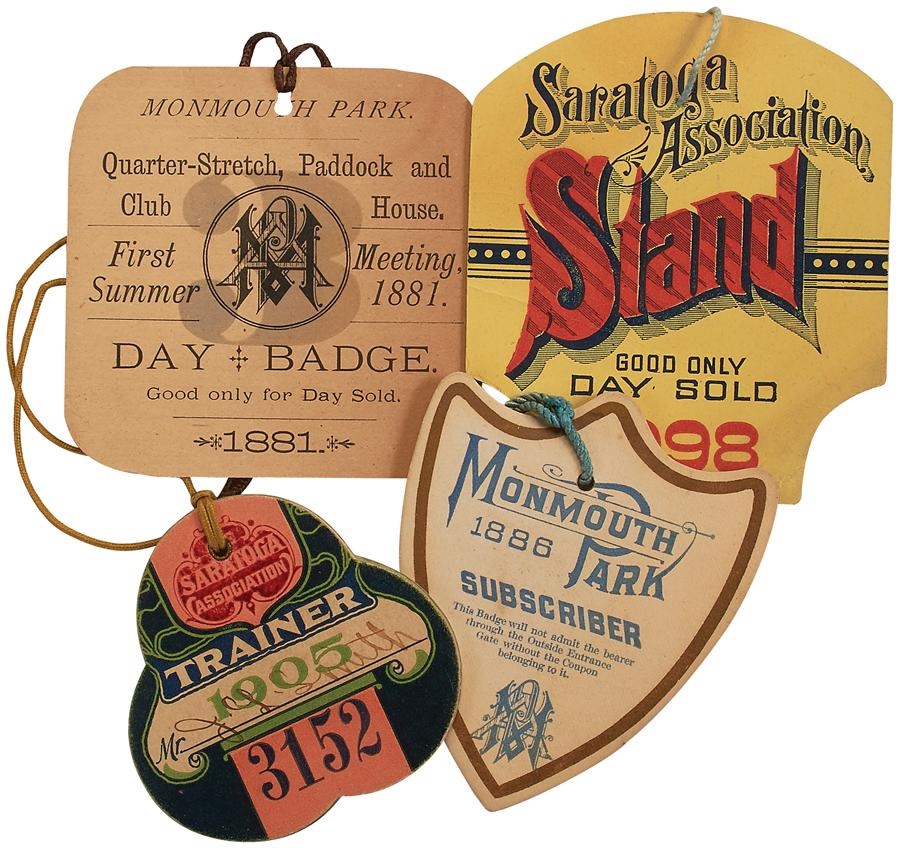 MONMOUTH PARK.
Quarter-Stretch, Paddock and
Club House.
First Meeting,
Summer 1881.
DAY BADGE.
Good only for Day Sold.
1881.
Saratoga
Association
Stand
GOOD ONLY
DAY SOLD
98
SARATOGA
ASSOCIATION
TRAINER
1905
Mr. Smith
3152
MONMOUTH
1886 PARK
SUBSCRIBER
This Badge will not admit the bearer
through the Outside Entrance
Gate without the Coupon
belonging to it.